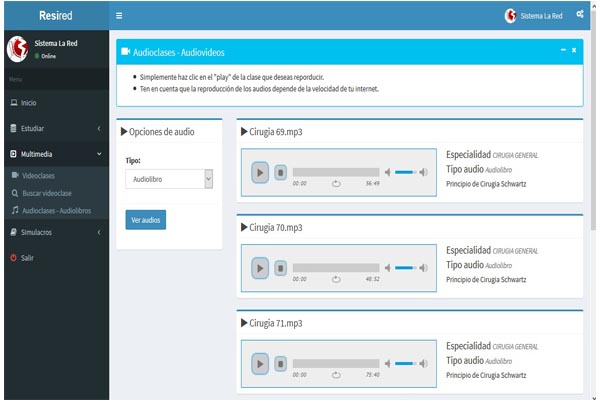 Resired
Sistema La Red
Sistema La Red
Online
Menu
Inicio
Estudiar
Multimedia
Videoclases
Buscar videoclase
Audioclases - Audiolibros
Simulacros
Salir
Audioclases - Audiovideos
Simplemente haz clic en el "play" de la clase que deseas reporducir.
Ten en cuenta que la reproducción de los audios depende de la velocidad de tu internet.
Opciones de audio
Tipo:
Audiolibro
Ver audios
Cirugia 69.mp3
00:00 56:49
Especialidad CIRUGIA GENERAL
Tipo audio Audiolibro
Principio de Cirugia Schwartz
Cirugia 70.mp3
00:00 48:52
Especialidad CIRUGIA GENERAL
Tipo audio Audiolibro
Principio de Cirugia Schwartz
Cirugia 71.mp3
00:00 75:40
Especialidad CIRUGIA GENERAL
Tipo audio Audiolibro
Principio de Cirugia Schwartz